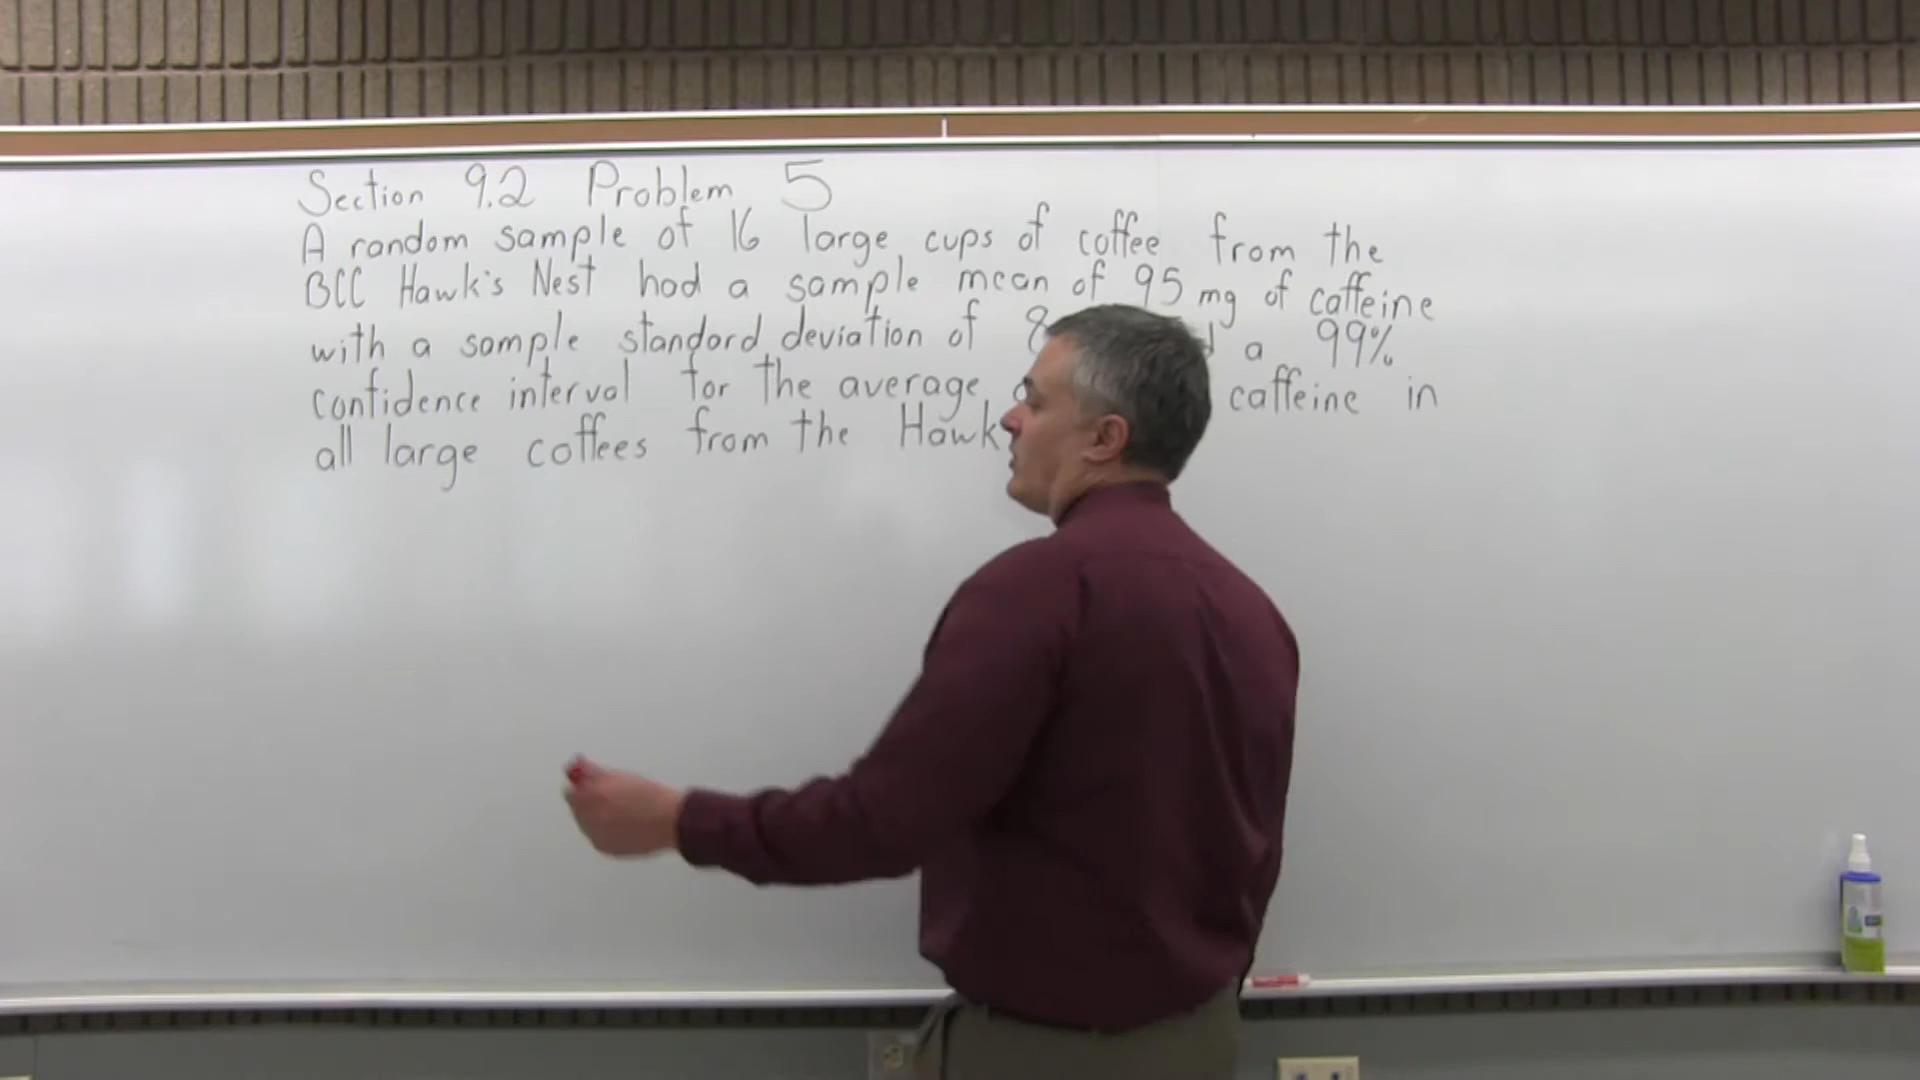 Section 9.2 Problem 5
A random sample of 16 large cups of coffee from the
BCC Hawk's Nest had a sample mean of 95 mg of caffeine
with a sample standard deviation of 8 a 99%
confidence interval for the average caffeine in
all large coffees from the Hawk